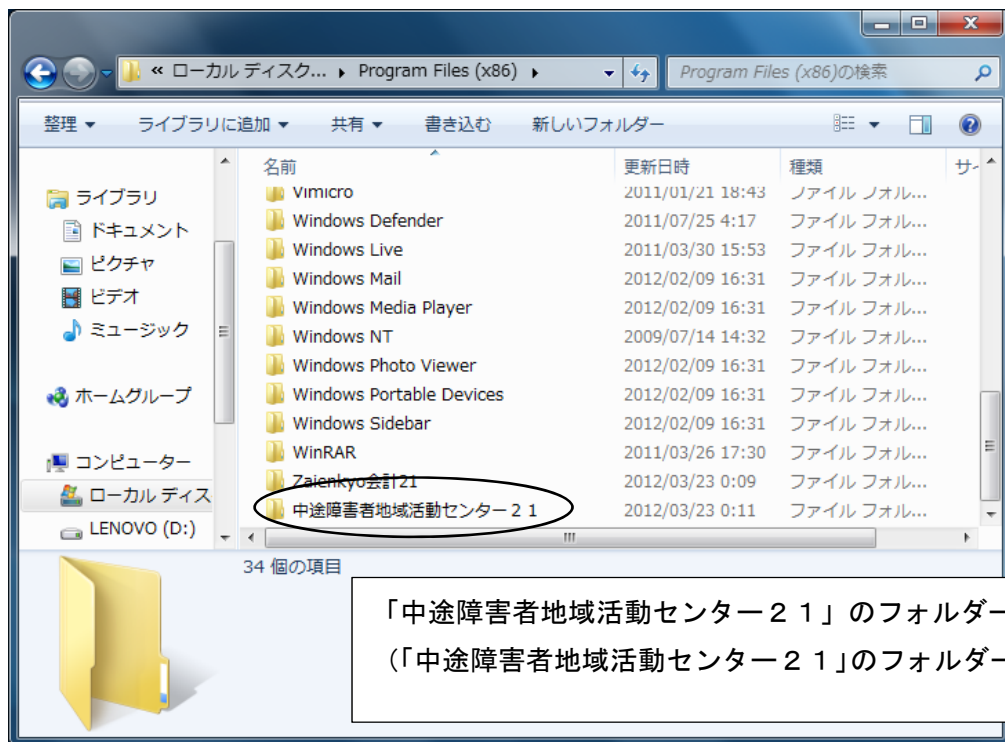 « ローカル ディスク... ▸ Program Files (x86) ▸
Program Files (x86)の検索
整理 ▼ ライブラリに追加 ▼ 共有 ▼ 書き込む 新しいフォルダー
名前 更新日時 種類 サ
ライブラリ
ドキュメント
ピクチャ
ビデオ
ミュージック
ホームグループ
コンピューター
ローカル ディス
LENOVO (D:)
Vimicro 2011/01/21 18:43 ファイル フォル...
Windows Defender 2011/07/25 4:17 ファイル フォル...
Windows Live 2011/03/30 15:53 ファイル フォル...
Windows Mail 2012/02/09 16:31 ファイル フォル...
Windows Media Player 2012/02/09 16:31 ファイル フォル...
Windows NT 2009/07/14 14:32 ファイル フォル...
Windows Photo Viewer 2012/02/09 16:31 ファイル フォル...
Windows Portable Devices 2012/02/09 16:31 ファイル フォル...
Windows Sidebar 2012/02/09 16:31 ファイル フォル...
WinRAR 2011/03/26 17:30 ファイル フォル...
Zaienkyo会計21 2012/03/23 0:09 ファイル フォル...
中途障害者地域活動センター２１ 2012/03/23 0:11 ファイル フォル...
34 個の項目
「中途障害者地域活動センター２１」のフォルダー
（「中途障害者地域活動センター２１」のフォルダー